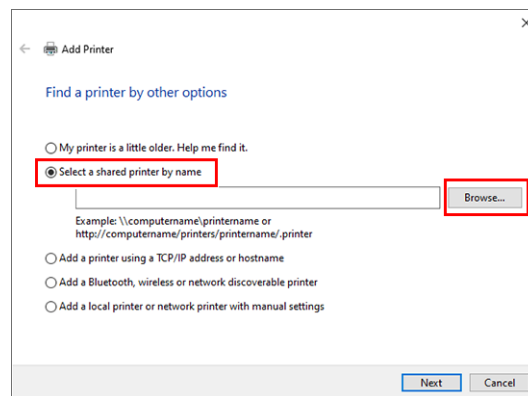 Add Printer
Find a printer by other options
My printer is a little older. Help me find it.
Select a shared printer by name
Browse...
Example: \\computername\printername or
http://computername/printers/printername/.printer
Add a printer using a TCP/IP address or hostname
Add a Bluetooth, wireless or network discoverable printer
Add a local printer or network printer with manual settings
Next Cancel